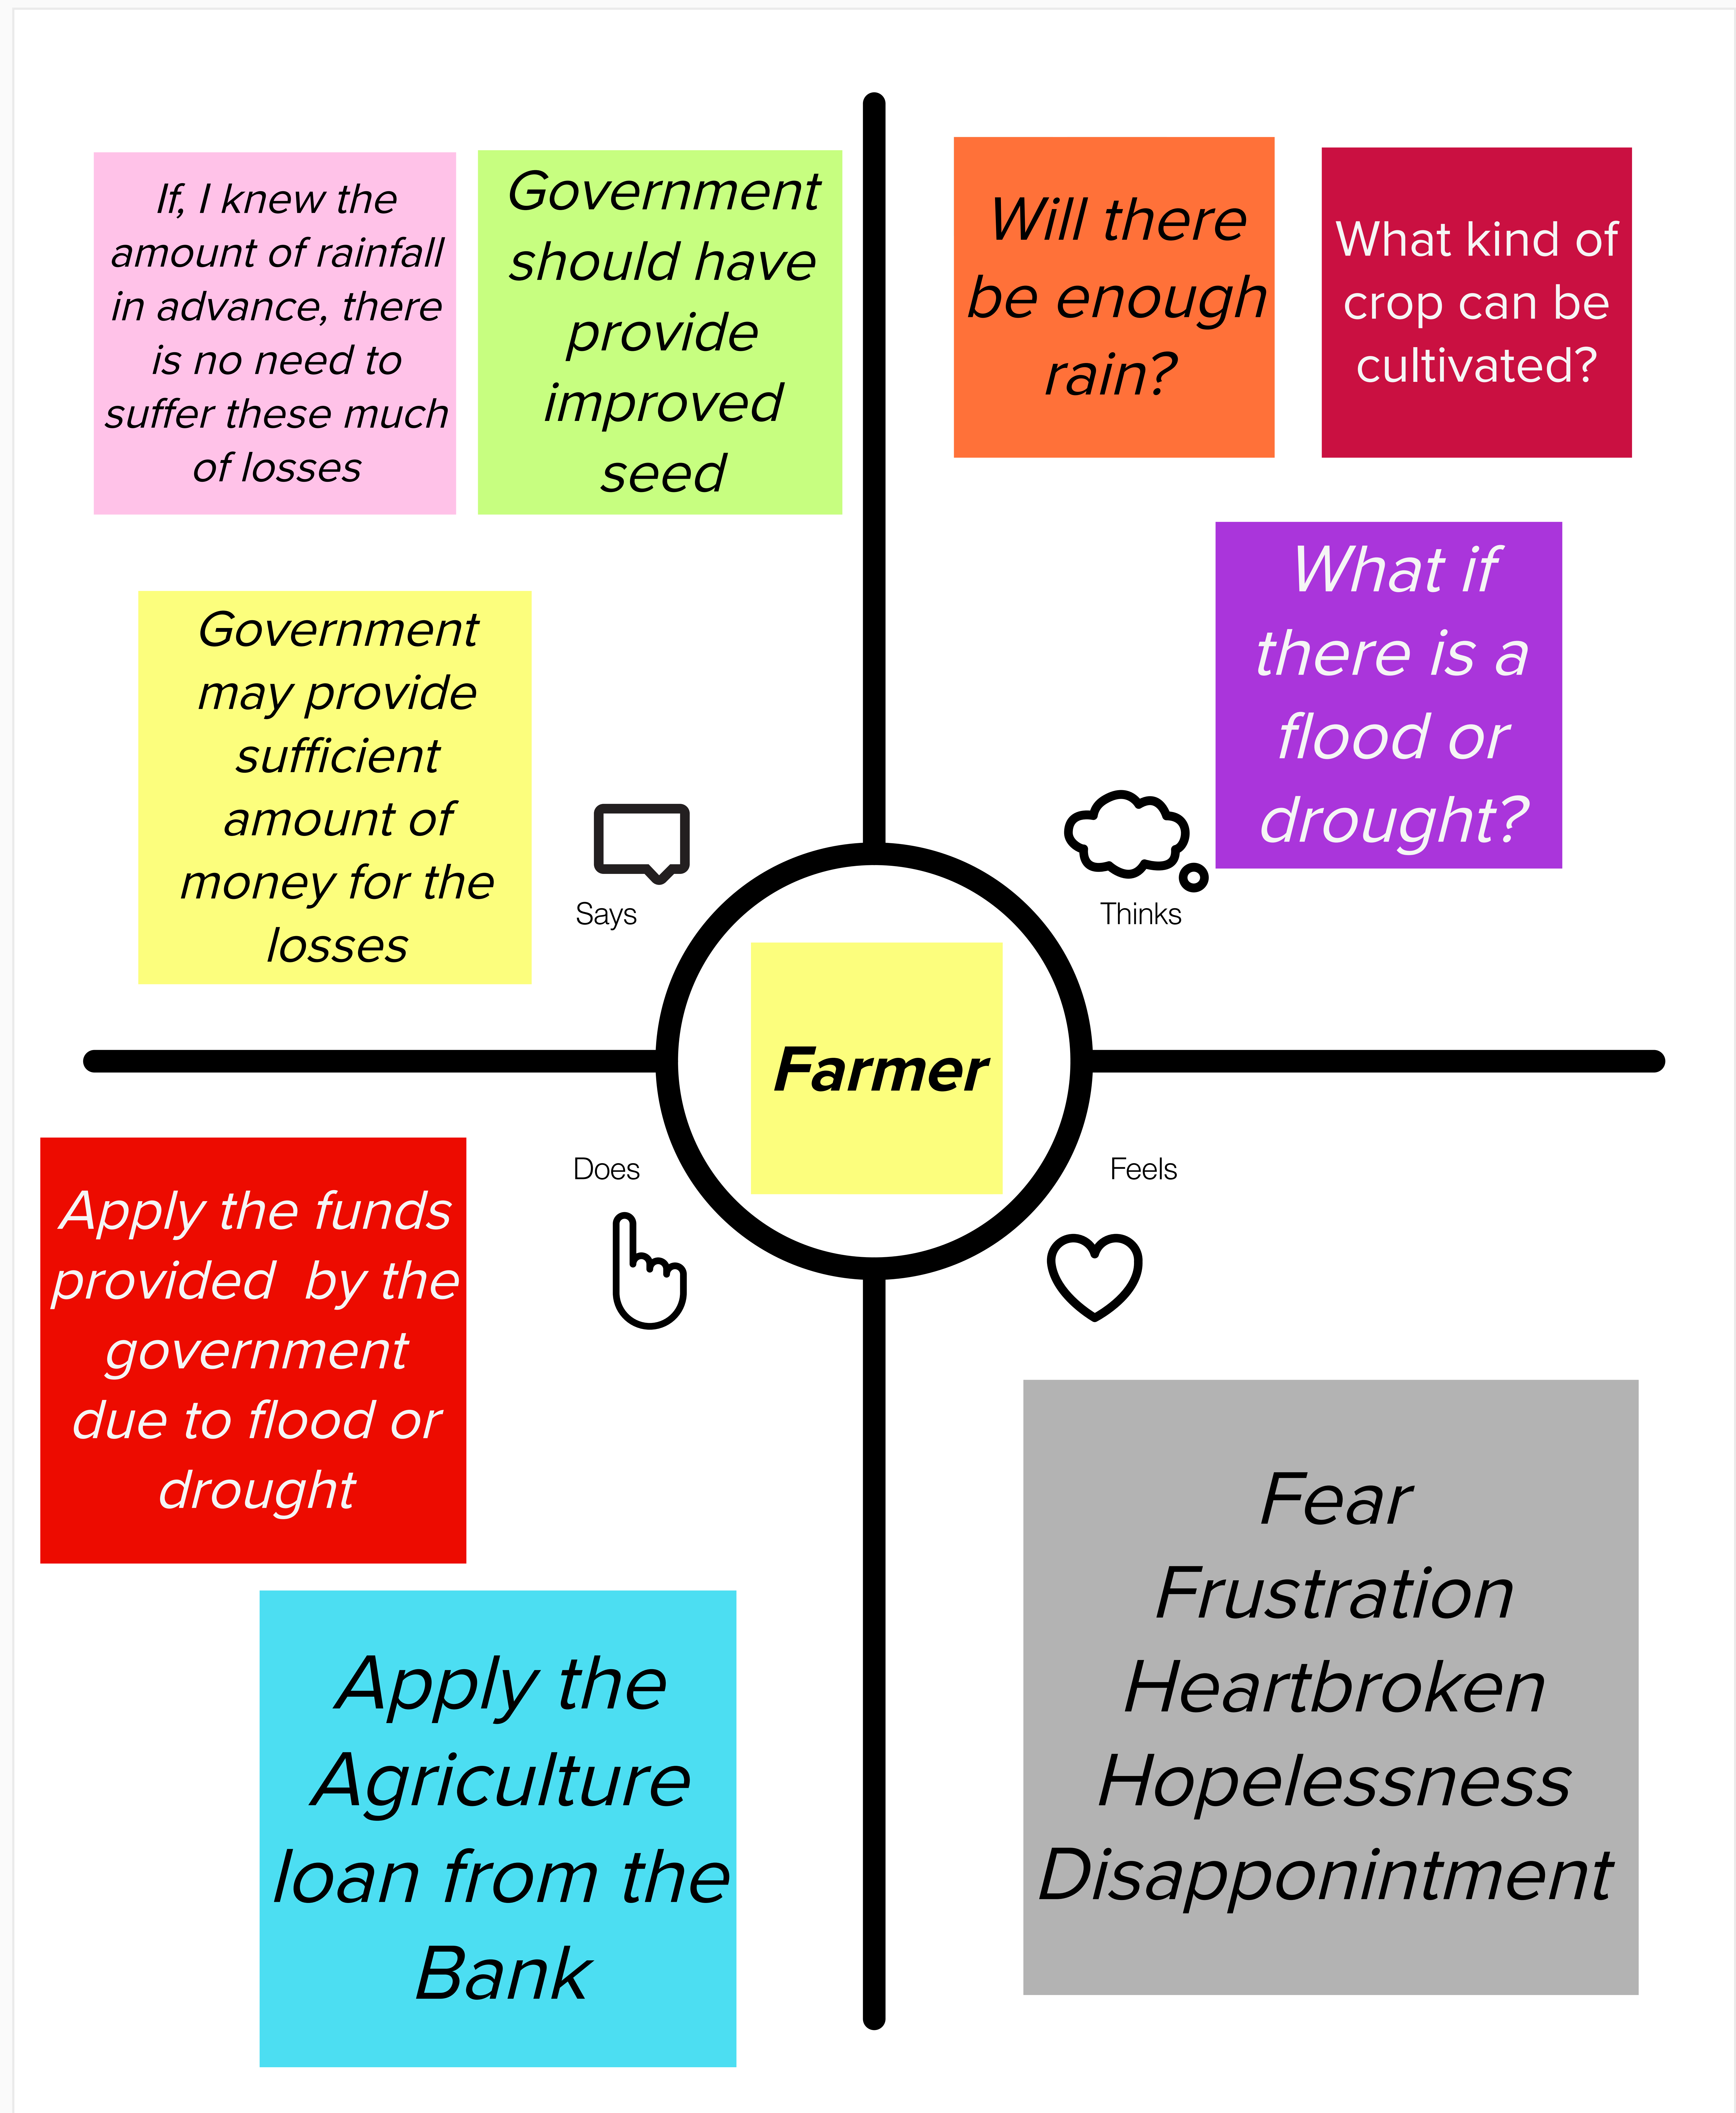 If, I knew the
amount of rainfall
in advance, there
is no need to
suffer these much
of losses
Government
should have
provide
improved
seed
Government
may provide
sufficient
amount of
money for the
losses
Says
Will there
be enough
rain?
What kind of
crop can be
cultivated?
What if
there is a
flood or
drought?
Thinks
Farmer
Does
Apply the funds
provided  by the
government
due to flood or
drought
Apply the
Agriculture
loan from the
Bank
Feels
Fear
Frustration
Heartbroken
Hopelessness
Disapponintment